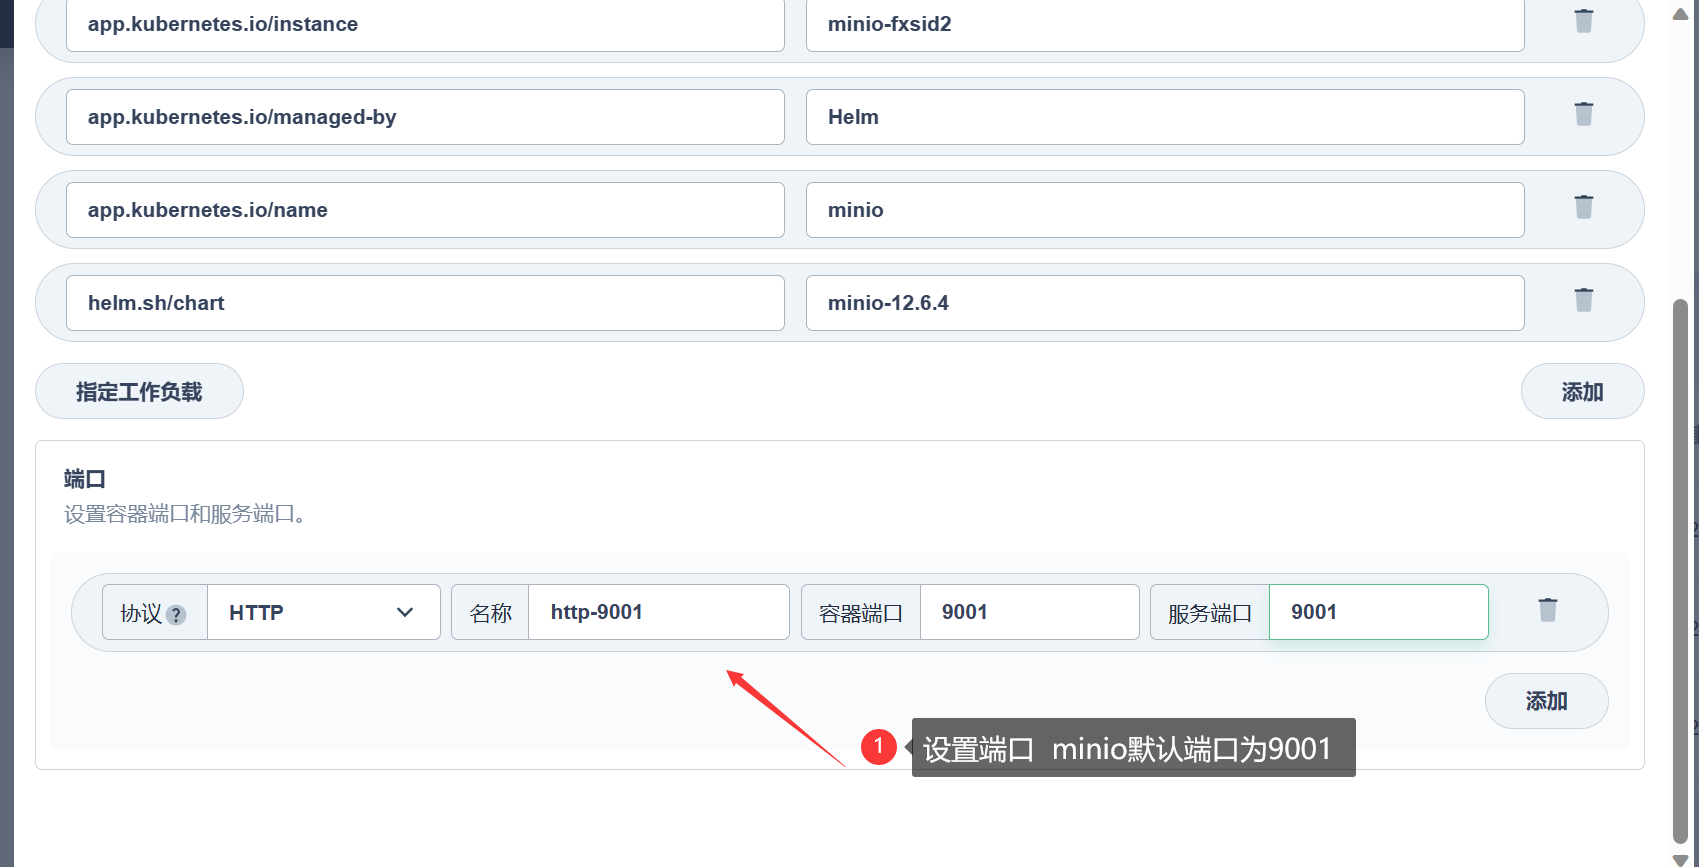 app.kubernetes.io/instance minio-fxsid2
app.kubernetes.io/managed-by Helm
app.kubernetes.io/name minio
helm.sh/chart minio-12.6.4
指定工作负载 添加
端口
设置容器端口和服务端口。
协议 ? HTTP 名称 http-9001 容器端口 9001 服务端口 9001
添加
1 设置端口 minio默认端口为9001